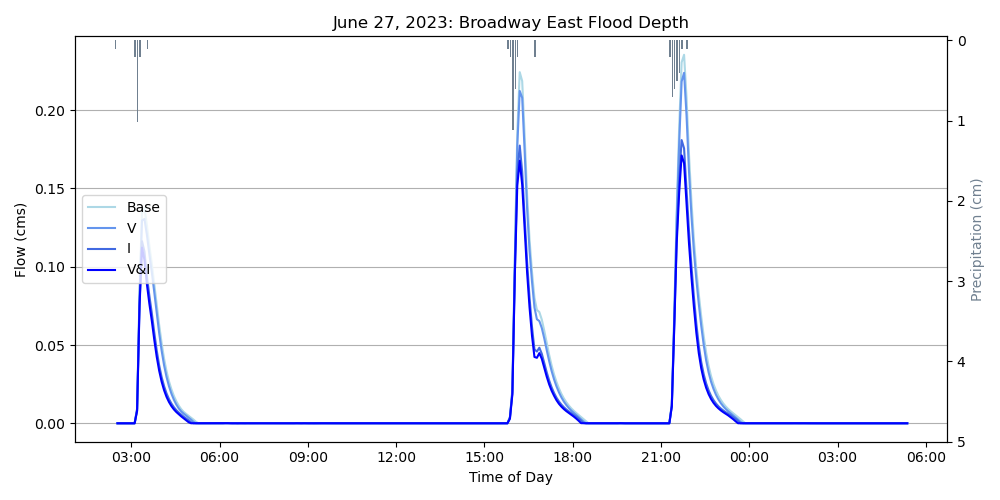 June 27, 2023: Broadway East Flood Depth
0
0.20
1
0.15
2
Base
V
I
V&I
Flow (cms)
Precipitation (cm)
0.10
3
0.05
4
0.00
5
03:00 06:00 09:00 12:00 15:00 18:00 21:00 00:00 03:00 06:00
Time of Day